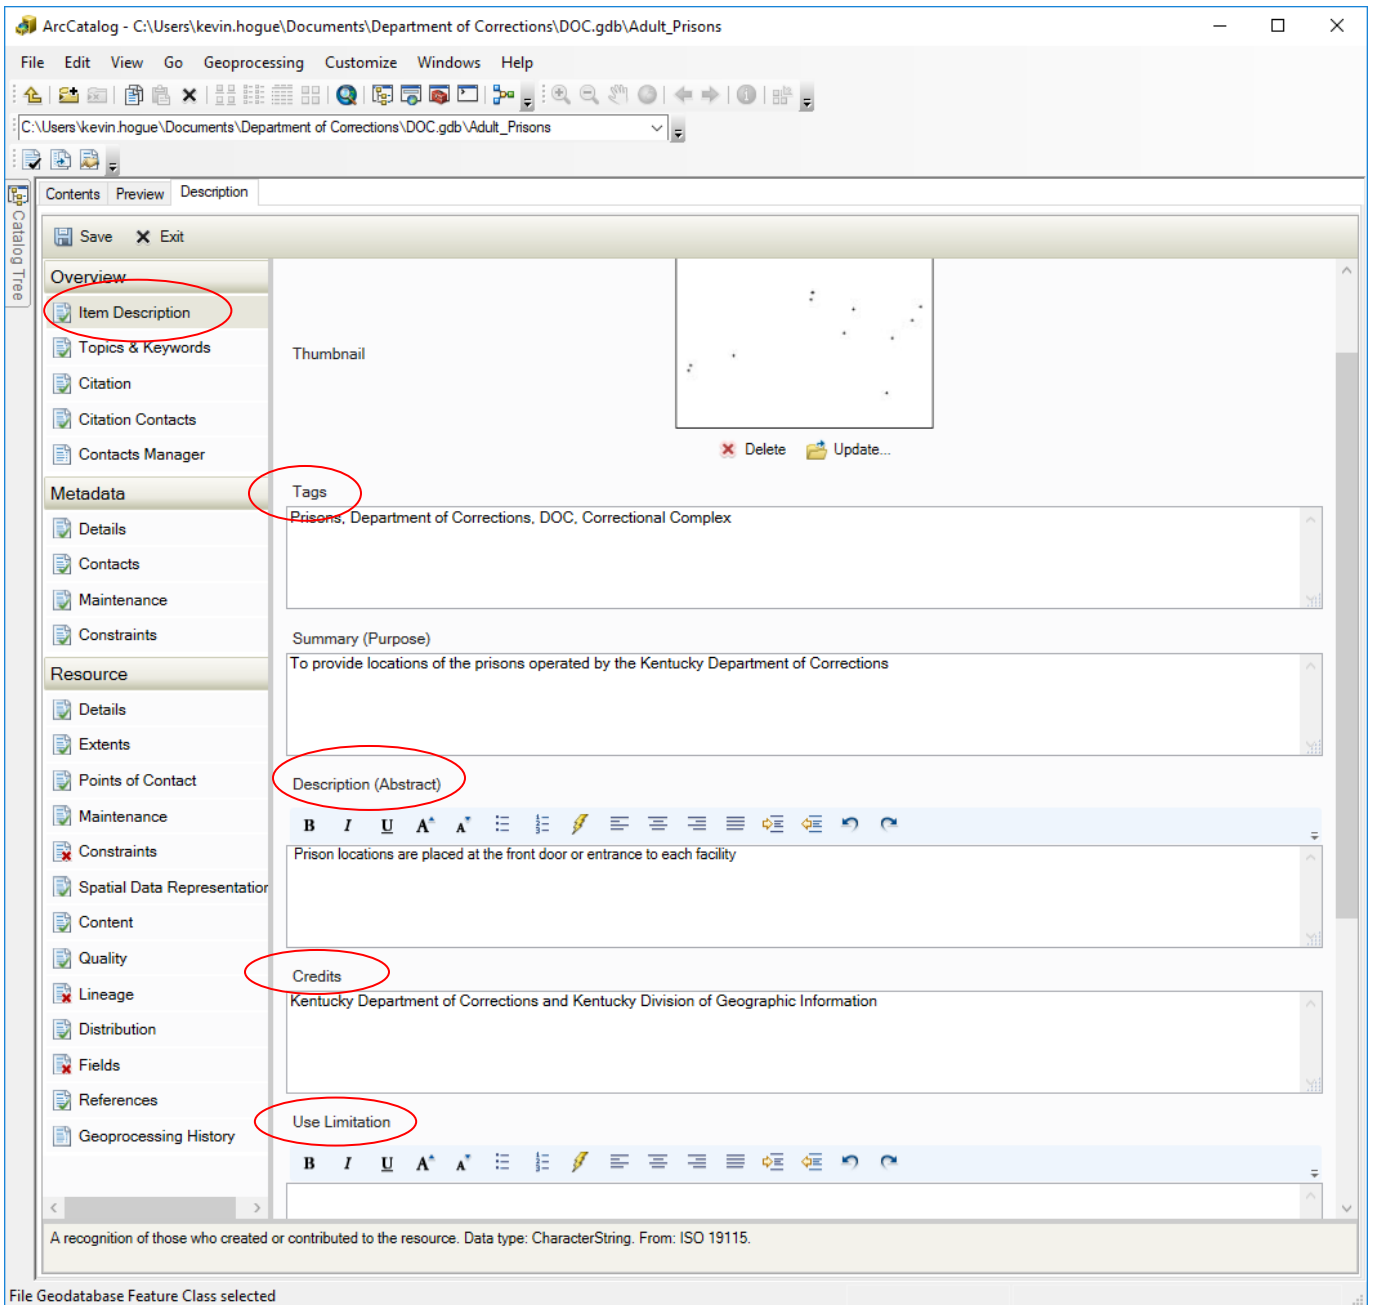 ArcCatalog - C:\Users\kevin.hogue\Documents\Department of Corrections\DOC.gdb\Adult_Prisons
File Edit View Go Geoprocessing Customize Windows Help
C:\Users\kevin.hogue\Documents\Department of Corrections\DOC.gdb\Adult_Prisons
Catalog Tree
Contents Preview Description
Save Exit
Overview
Item Description
Topics & Keywords
Citation
Citation Contacts
Contacts Manager
Metadata
Details
Contacts
Maintenance
Constraints
Resource
Details
Extents
Points of Contact
Maintenance
Constraints
Spatial Data Representation
Content
Quality
Lineage
Distribution
Fields
References
Geoprocessing History
Thumbnail
Delete Update...
Tags
Prisons, Department of Corrections, DOC, Correctional Complex
Summary (Purpose)
To provide locations of the prisons operated by the Kentucky Department of Corrections
Description (Abstract)
B I U A A
Prison locations are placed at the front door or entrance to each facility
Credits
Kentucky Department of Corrections and Kentucky Division of Geographic Information
Use Limitation
B I U A A
A recognition of those who created or contributed to the resource. Data type: CharacterString. From: ISO 19115.
File Geodatabase Feature Class selected